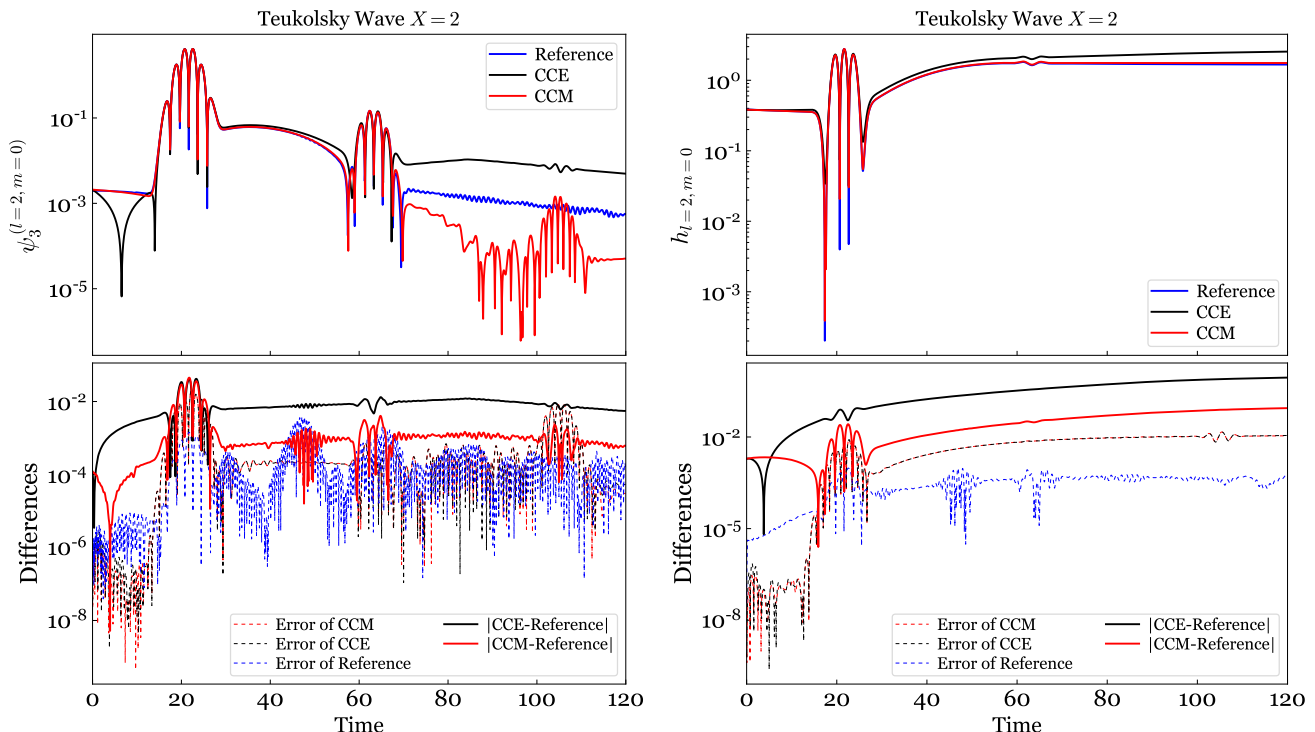 Teukolsky Wave X = 2
Reference
CCE
CCM
ψ₃^(l=2, m=0)
10⁻¹
10⁻³
10⁻⁵
Differences
10⁻²
10⁻⁴
10⁻⁶
10⁻⁸
Error of CCM
Error of CCE
Error of Reference
|CCE-Reference|
|CCM-Reference|
0 20 40 60 80 100 120
Time
Teukolsky Wave X = 2
h_l=2, m=0
10⁰
10⁻¹
10⁻²
10⁻³
Reference
CCE
CCM
Differences
10⁻²
10⁻⁵
10⁻⁸
Error of CCM
Error of CCE
Error of Reference
|CCE-Reference|
|CCM-Reference|
0 20 40 60 80 100 120
Time